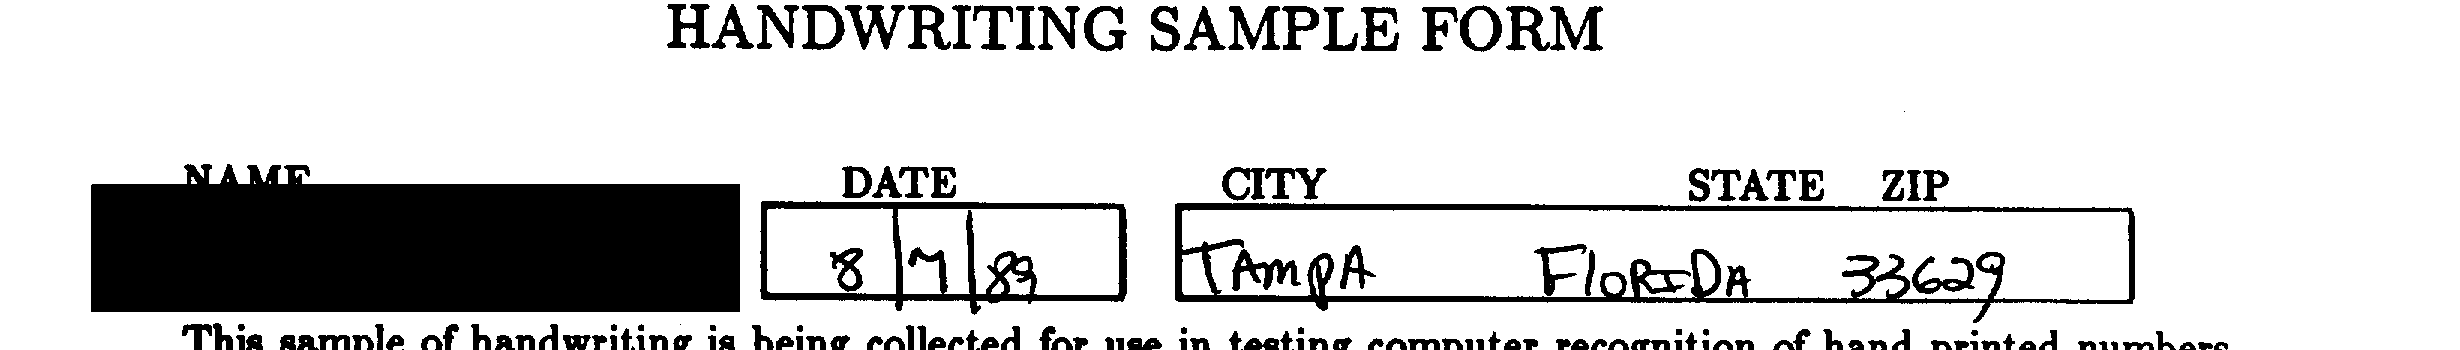 HANDWRITING SAMPLE FORM
NAME DATE CITY STATE ZIP
8/7/89 TAMPA FLORIDA 33629
This sample of handwriting is being collected for use in testing computer recognition of hand printed numbers